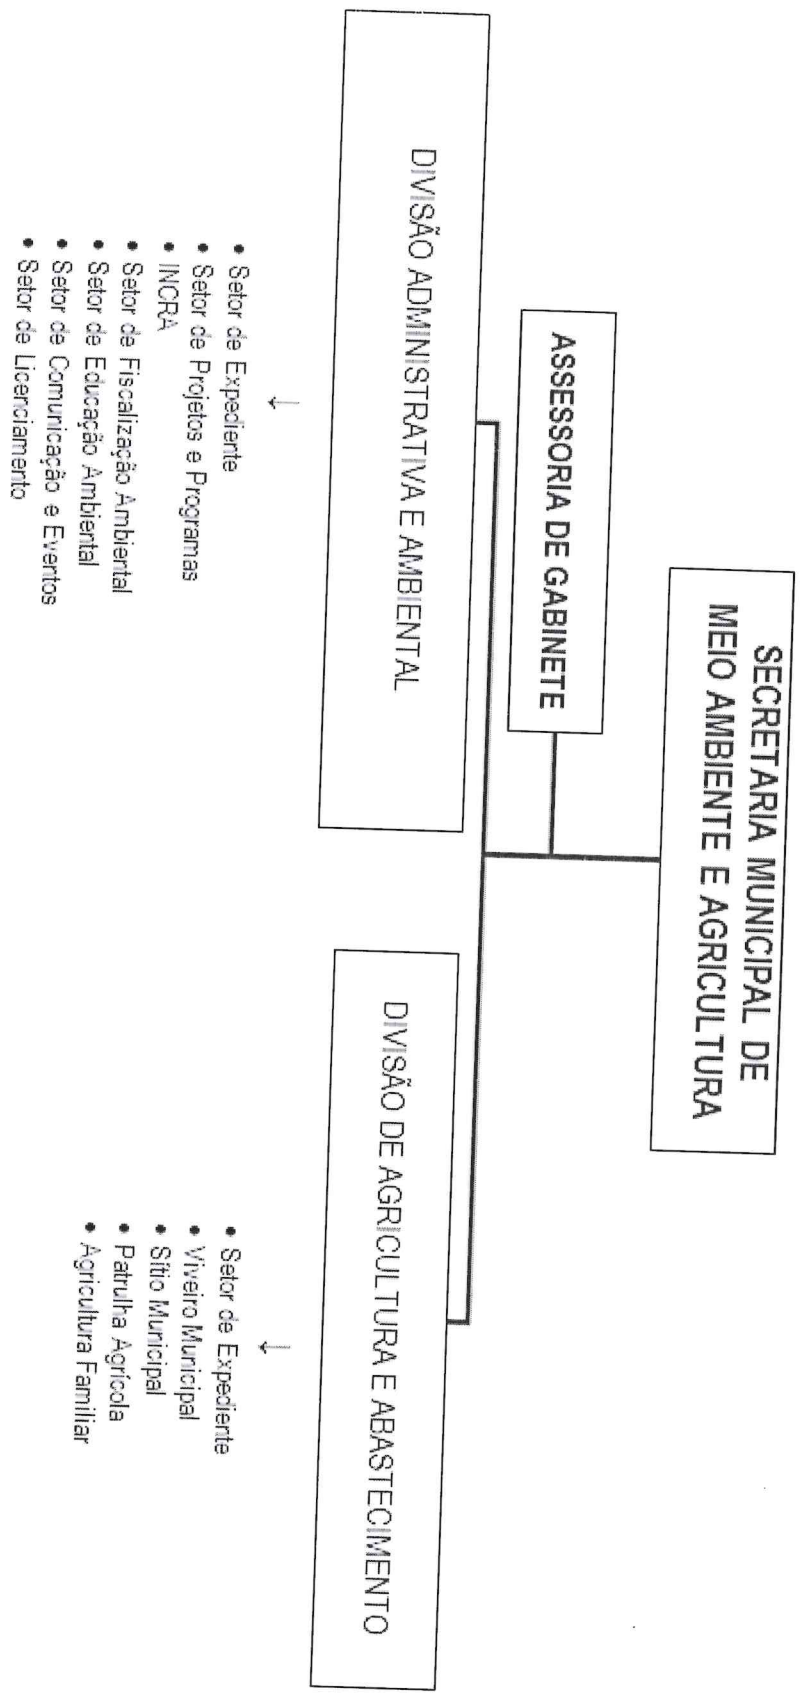 SECRETARIA MUNICIPAL DE
MEIO AMBIENTE E AGRICULTURA
ASSESSORIA DE GABINETE
DIVISÃO ADMINISTRATIVA E AMBIENTAL
• Setor de Expediente
• Setor de Projetos e Programas
• INCRA
• Setor de Fiscalização Ambiental
• Setor de Educação Ambiental
• Setor de Comunicação e Eventos
• Setor de Licenciamento
DIVISÃO DE AGRICULTURA E ABASTECIMENTO
• Setor de Expediente
• Viveiro Municipal
• Sítio Municipal
• Patrulha Agrícola
• Agricultura Familiar